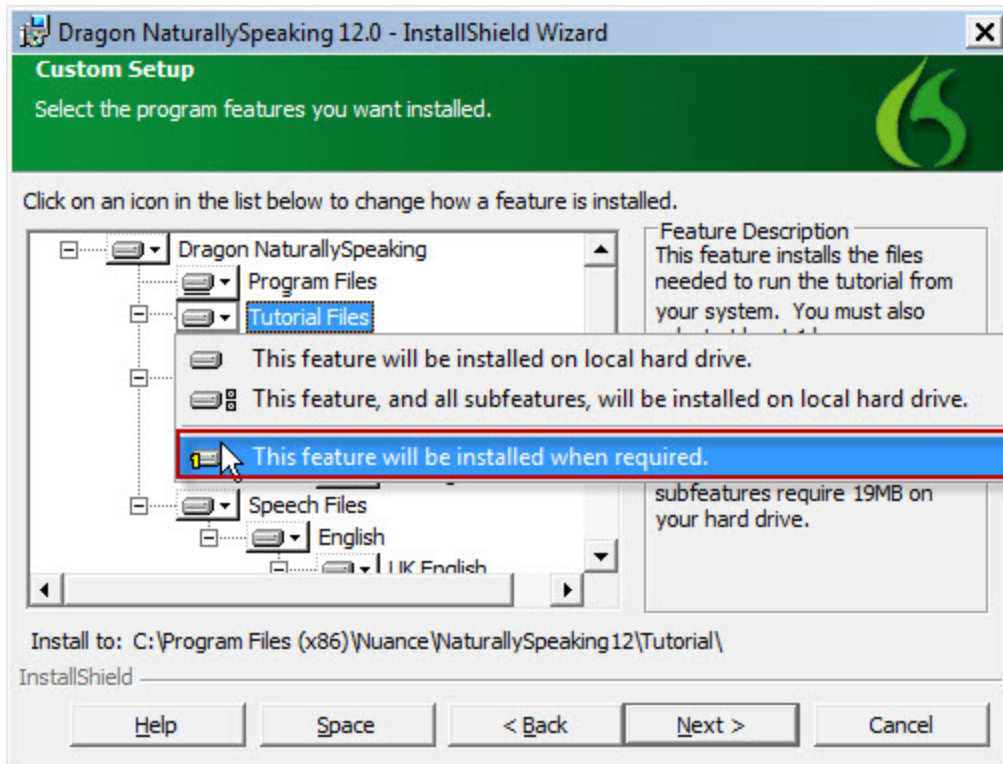 Dragon NaturallySpeaking 12.0 - InstallShield Wizard
Custom Setup
Select the program features you want installed.
Click on an icon in the list below to change how a feature is installed.
Dragon NaturallySpeaking
Program Files
Tutorial Files
Feature Description
This feature installs the files
needed to run the tutorial from
your system. You must also
This feature will be installed on local hard drive.
This feature, and all subfeatures, will be installed on local hard drive.
This feature will be installed when required.
Speech Files
English
UK English
subfeatures require 19MB on
your hard drive.
Install to: C:\Program Files (x86)\Nuance\NaturallySpeaking12\Tutorial\
InstallShield
Help
Space
< Back
Next >
Cancel